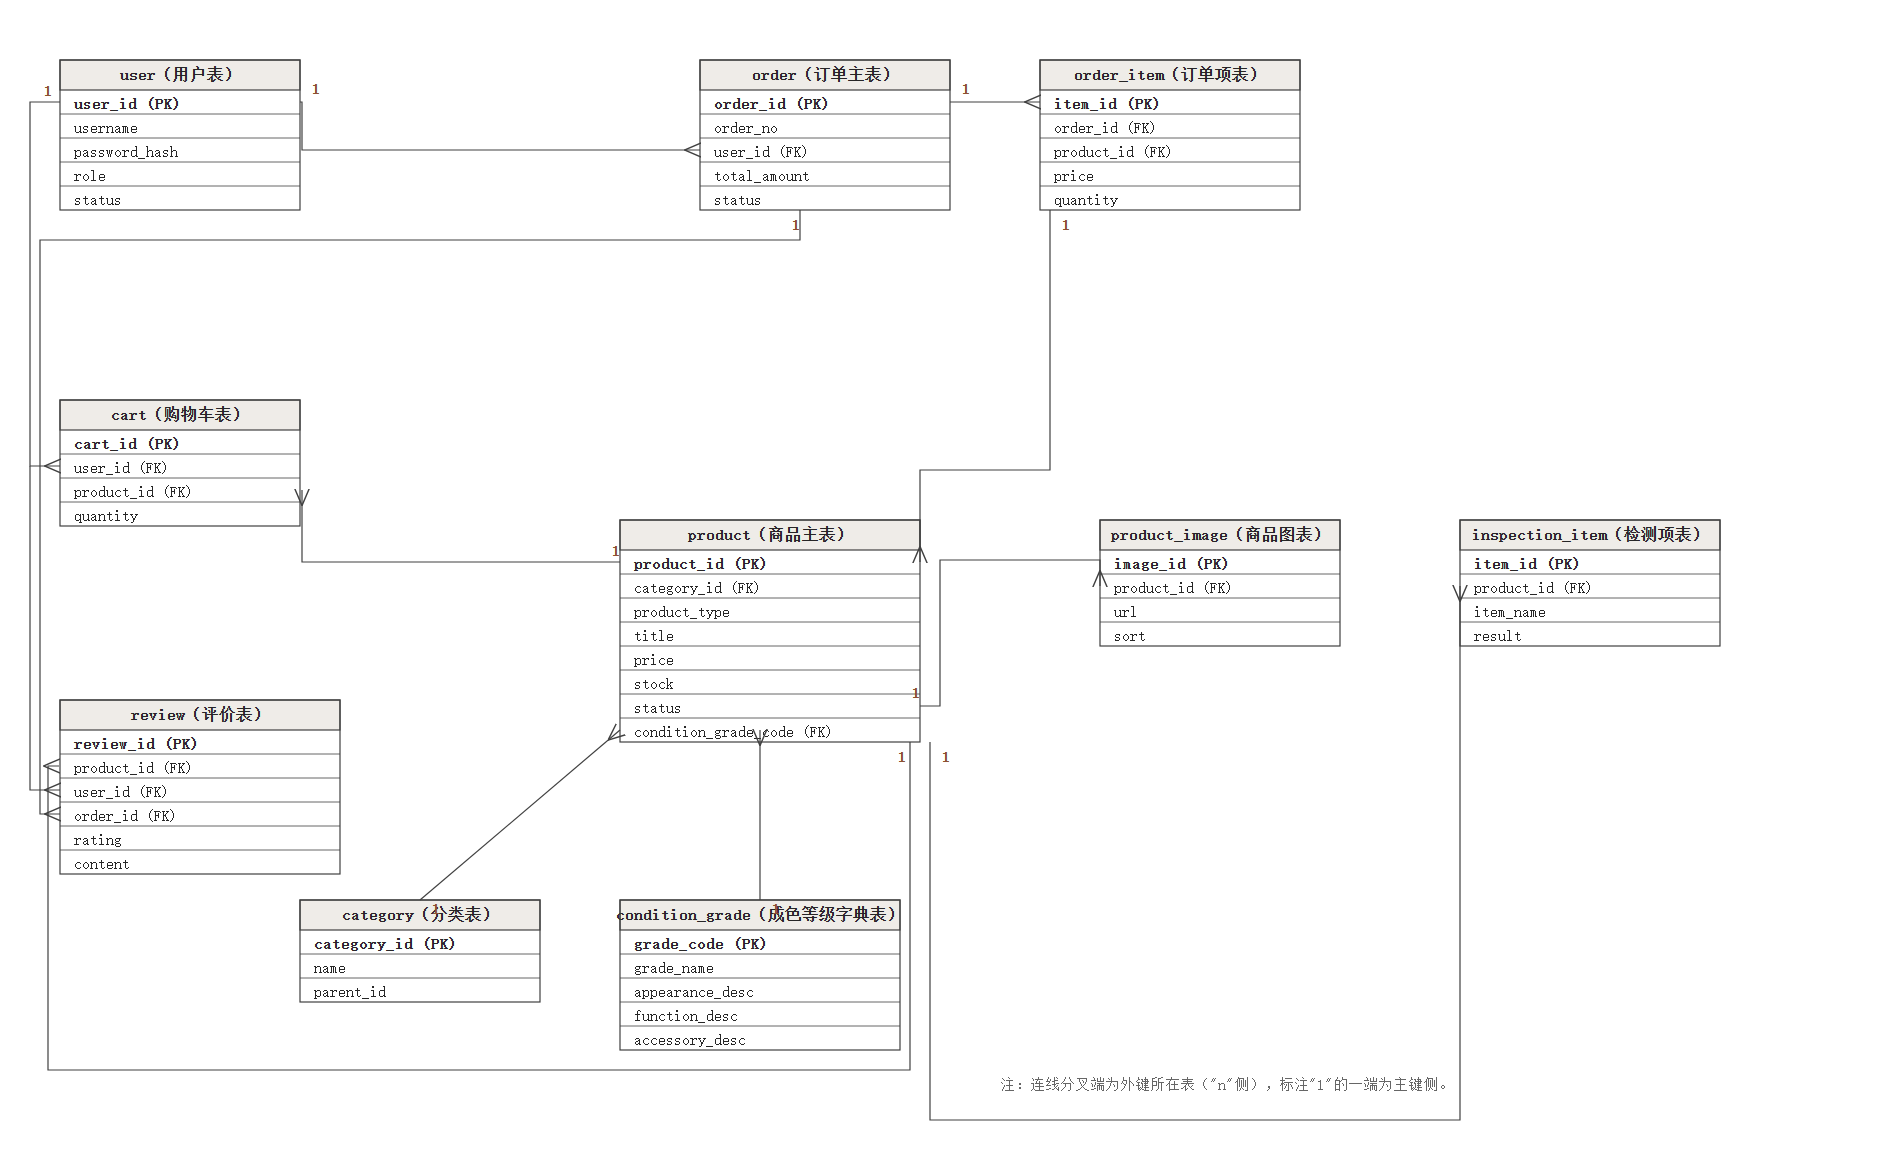 user（用户表）
user_id (PK)
username
password_hash
role
status
1
1
order（订单主表）
order_id (PK)
order_no
user_id (FK)
total_amount
status
1
1
order_item（订单项表）
item_id (PK)
order_id (FK)
product_id (FK)
price
quantity
1
cart（购物车表）
cart_id (PK)
user_id (FK)
product_id (FK)
quantity
1
product（商品主表）
product_id (PK)
category_id (FK)
product_type
title
price
stock
status
condition_grade_code (FK)
1
1
1
product_image（商品图表）
image_id (PK)
product_id (FK)
url
sort
inspection_item（检测项表）
item_id (PK)
product_id (FK)
item_name
result
review（评价表）
review_id (PK)
product_id (FK)
user_id (FK)
order_id (FK)
rating
content
1
category（分类表）
category_id (PK)
name
parent_id
1
condition_grade（成色等级字典表）
grade_code (PK)
grade_name
appearance_desc
function_desc
accessory_desc
注：连线分叉端为外键所在表（"n"侧），标注"1"的一端为主键侧。